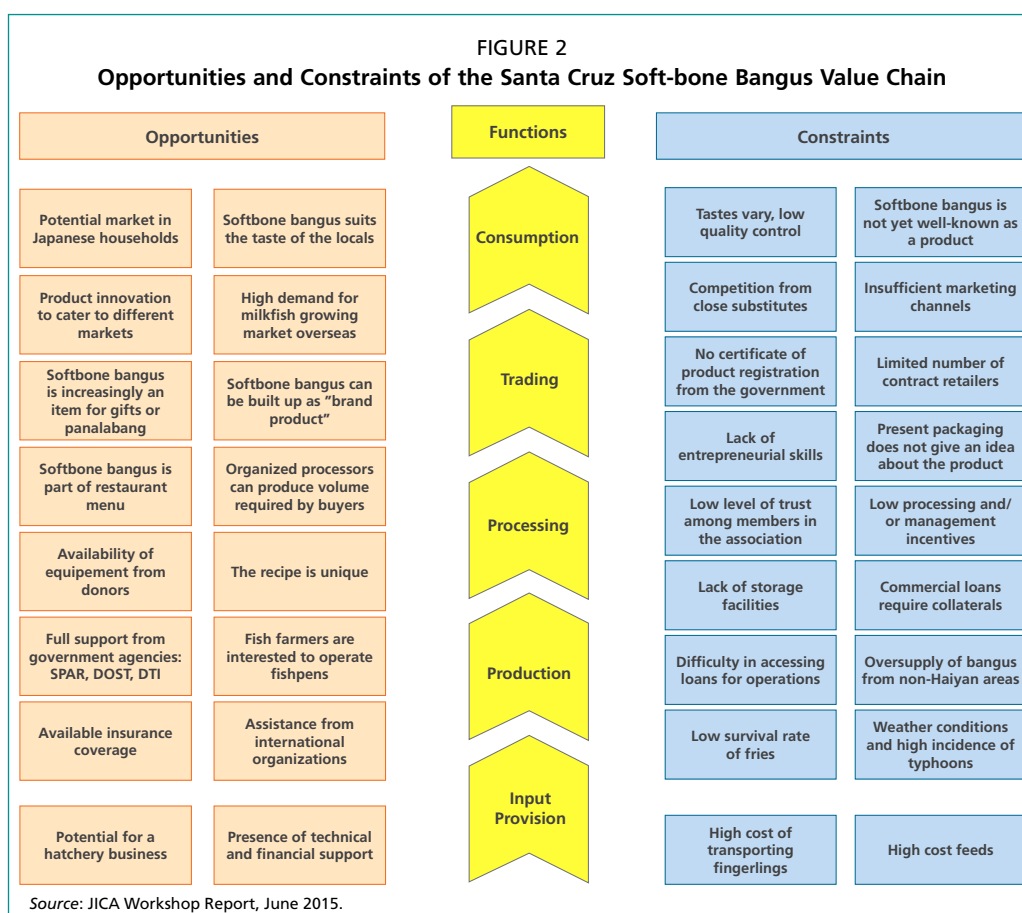 FIGURE 2
Opportunities and Constraints of the Santa Cruz Soft-bone Bangus Value Chain
Opportunities
Potential market in
Japanese households
Softbone bangus suits
the taste of the locals
Product innovation
to cater to different
markets
High demand for
milkfish growing
market overseas
Softbone bangus
is increasingly an
item for gifts or
panalabang
Softbone bangus can
be built up as "brand
product"
Softbone bangus is
part of restaurant
menu
Organized processors
can produce volume
required by buyers
Availability of
equipement from
donors
The recipe is unique
Full support from
government agencies:
SPAR, DOST, DTI
Fish farmers are
interested to operate
fishpens
Available insurance
coverage
Assistance from
international
organizations
Potential for a
hatchery business
Presence of technical
and financial support
Functions
Consumption
Trading
Processing
Production
Input
Provision
Constraints
Tastes vary, low
quality control
Softbone bangus is
not yet well-known as
a product
Competition from
close substitutes
Insufficient marketing
channels
No certificate of
product registration
from the government
Limited number of
contract retailers
Lack of
entrepreneurial skills
Present packaging
does not give an idea
about the product
Low level of trust
among members in
the association
Low processing and/
or management
incentives
Lack of storage
facilities
Commercial loans
require collaterals
Difficulty in accessing
loans for operations
Oversupply of bangus
from non-Haiyan areas
Low survival rate
of fries
Weather conditions
and high incidence of
typhoons
High cost of
transporting
fingerlings
High cost feeds
Source: JICA Workshop Report, June 2015.